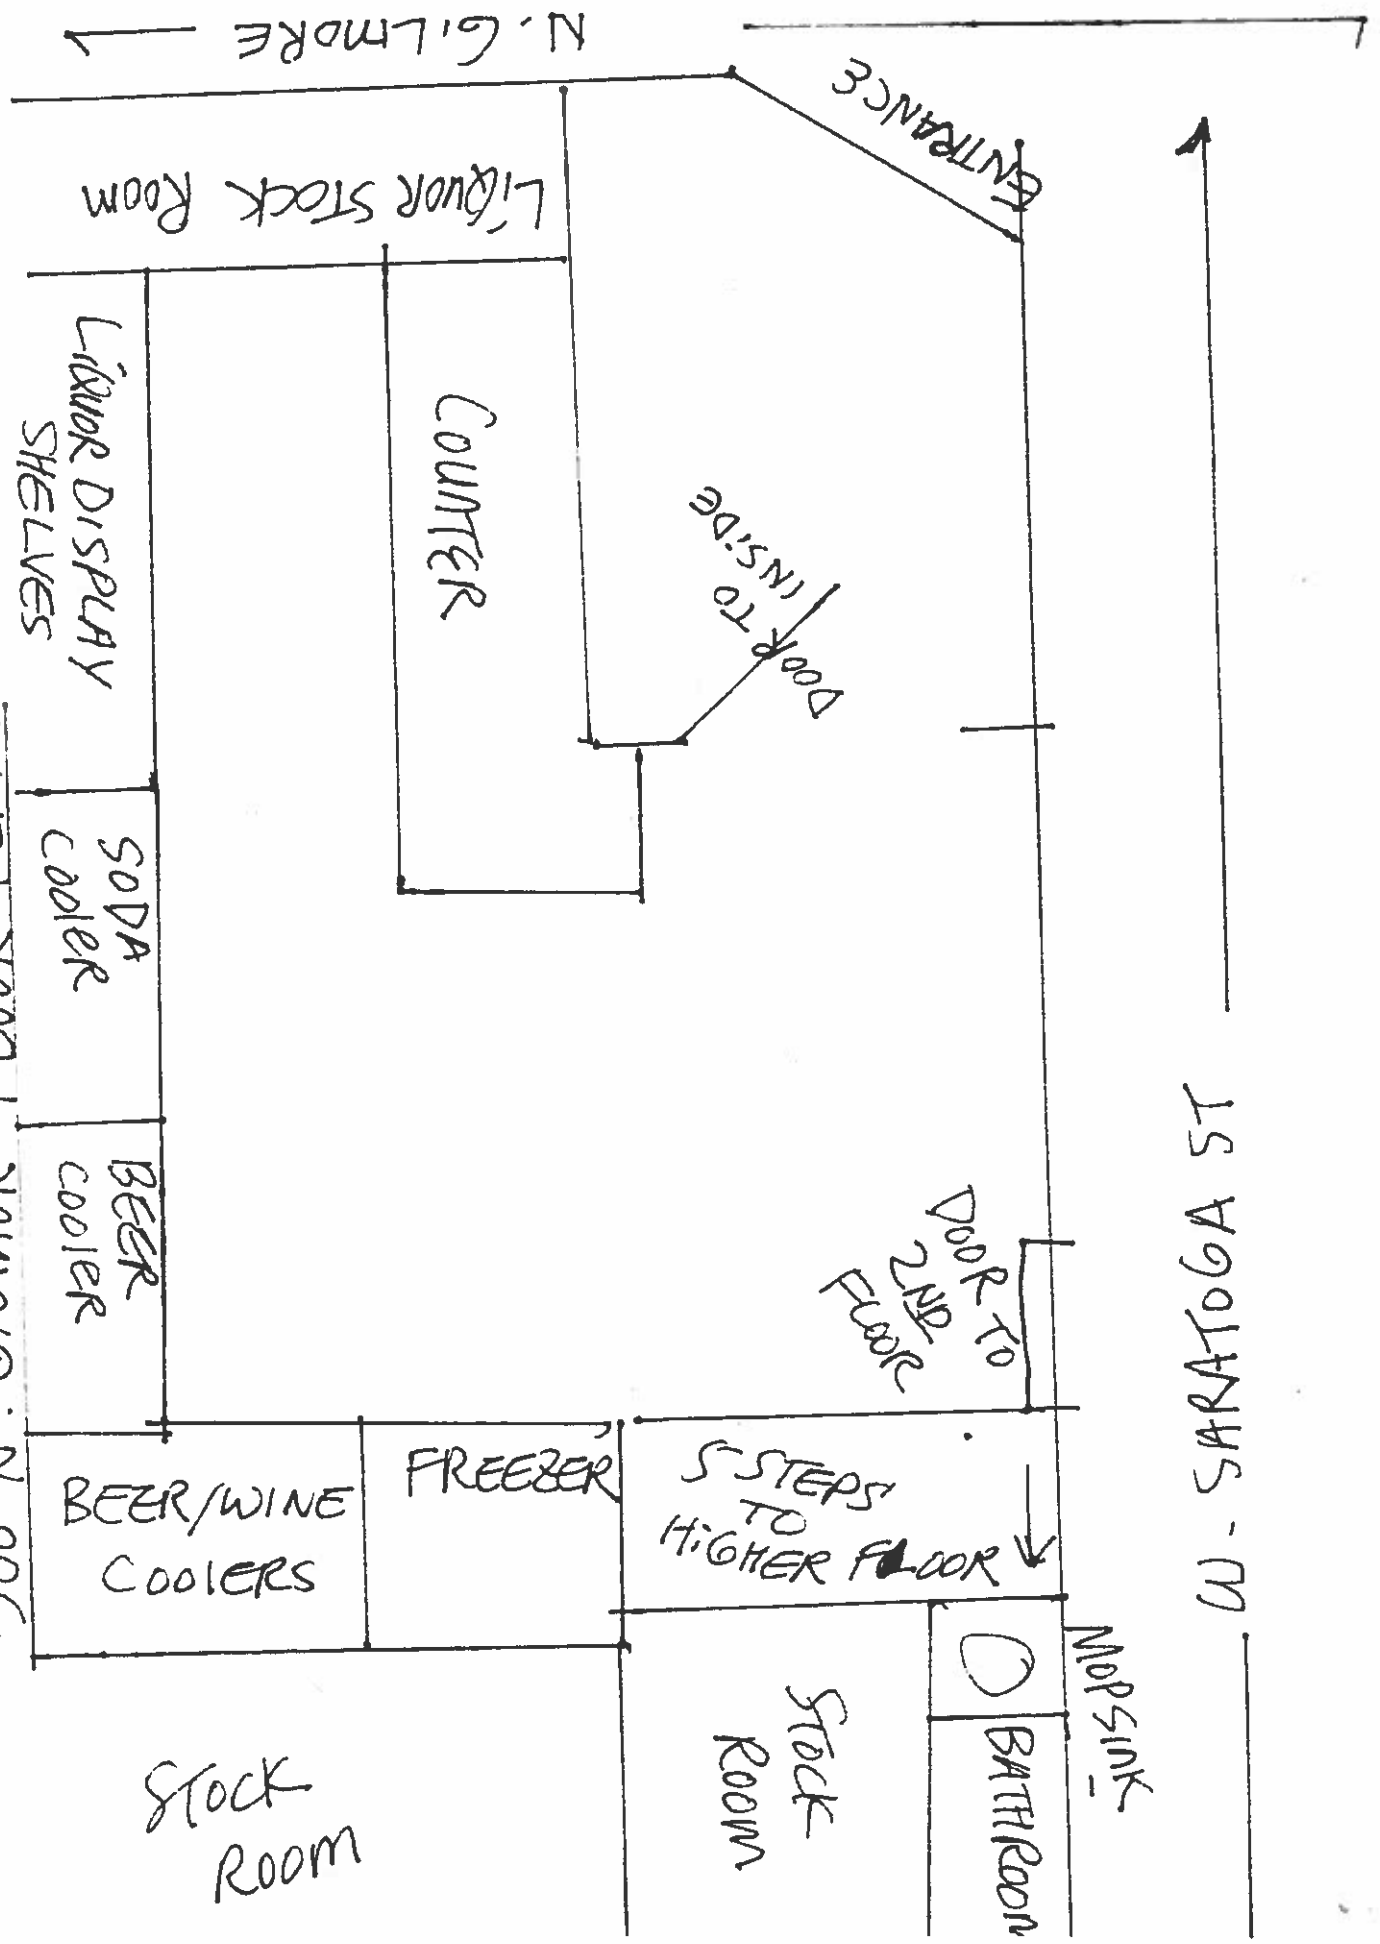 N. GILMORE
ENTRANCE
LIQUOR STOCK ROOM
LIQUOR DISPLAY
SHELVES
COUNTER
DOOR TO
INSIDE
SODA
COOLER
BEER
COOLER
DOOR TO
2ND
FLOOR
W - SARATOGA ST
BEER/WINE
COOLERS
FREEZER
5-STEPS
TO
HIGHER FLOOR
MOPSINK
BATHROOM
STOCK
ROOM
STOCK
ROOM